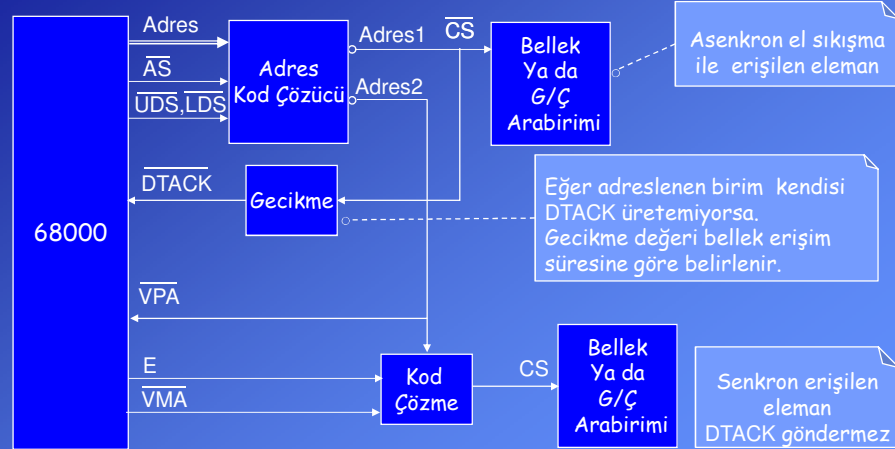 Adres
AS
UDS,LDS
Adres
Kod Çözücü
Adres1
CS
Adres2
Bellek
Ya da
G/Ç
Arabirimi
Asenkron el sıkışma
ile erişilen eleman
DTACK
Gecikme
Eğer adreslenen birim kendisi
DTACK üretemiyorsa.
Gecikme değeri bellek erişim
süresine göre belirlenir.
68000
VPA
E
VMA
Kod
Çözme
CS
Bellek
Ya da
G/Ç
Arabirimi
Senkron erişilen
eleman
DTACK göndermez